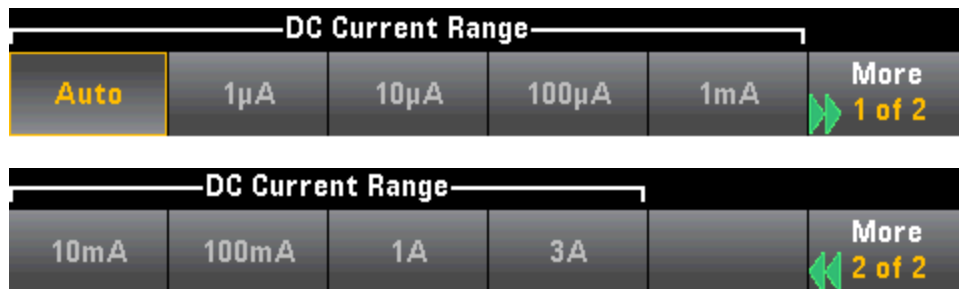 DC Current Range
Auto 1µA 10µA 100µA 1mA More
1 of 2
DC Current Range
10mA 100mA 1A 3A More
2 of 2